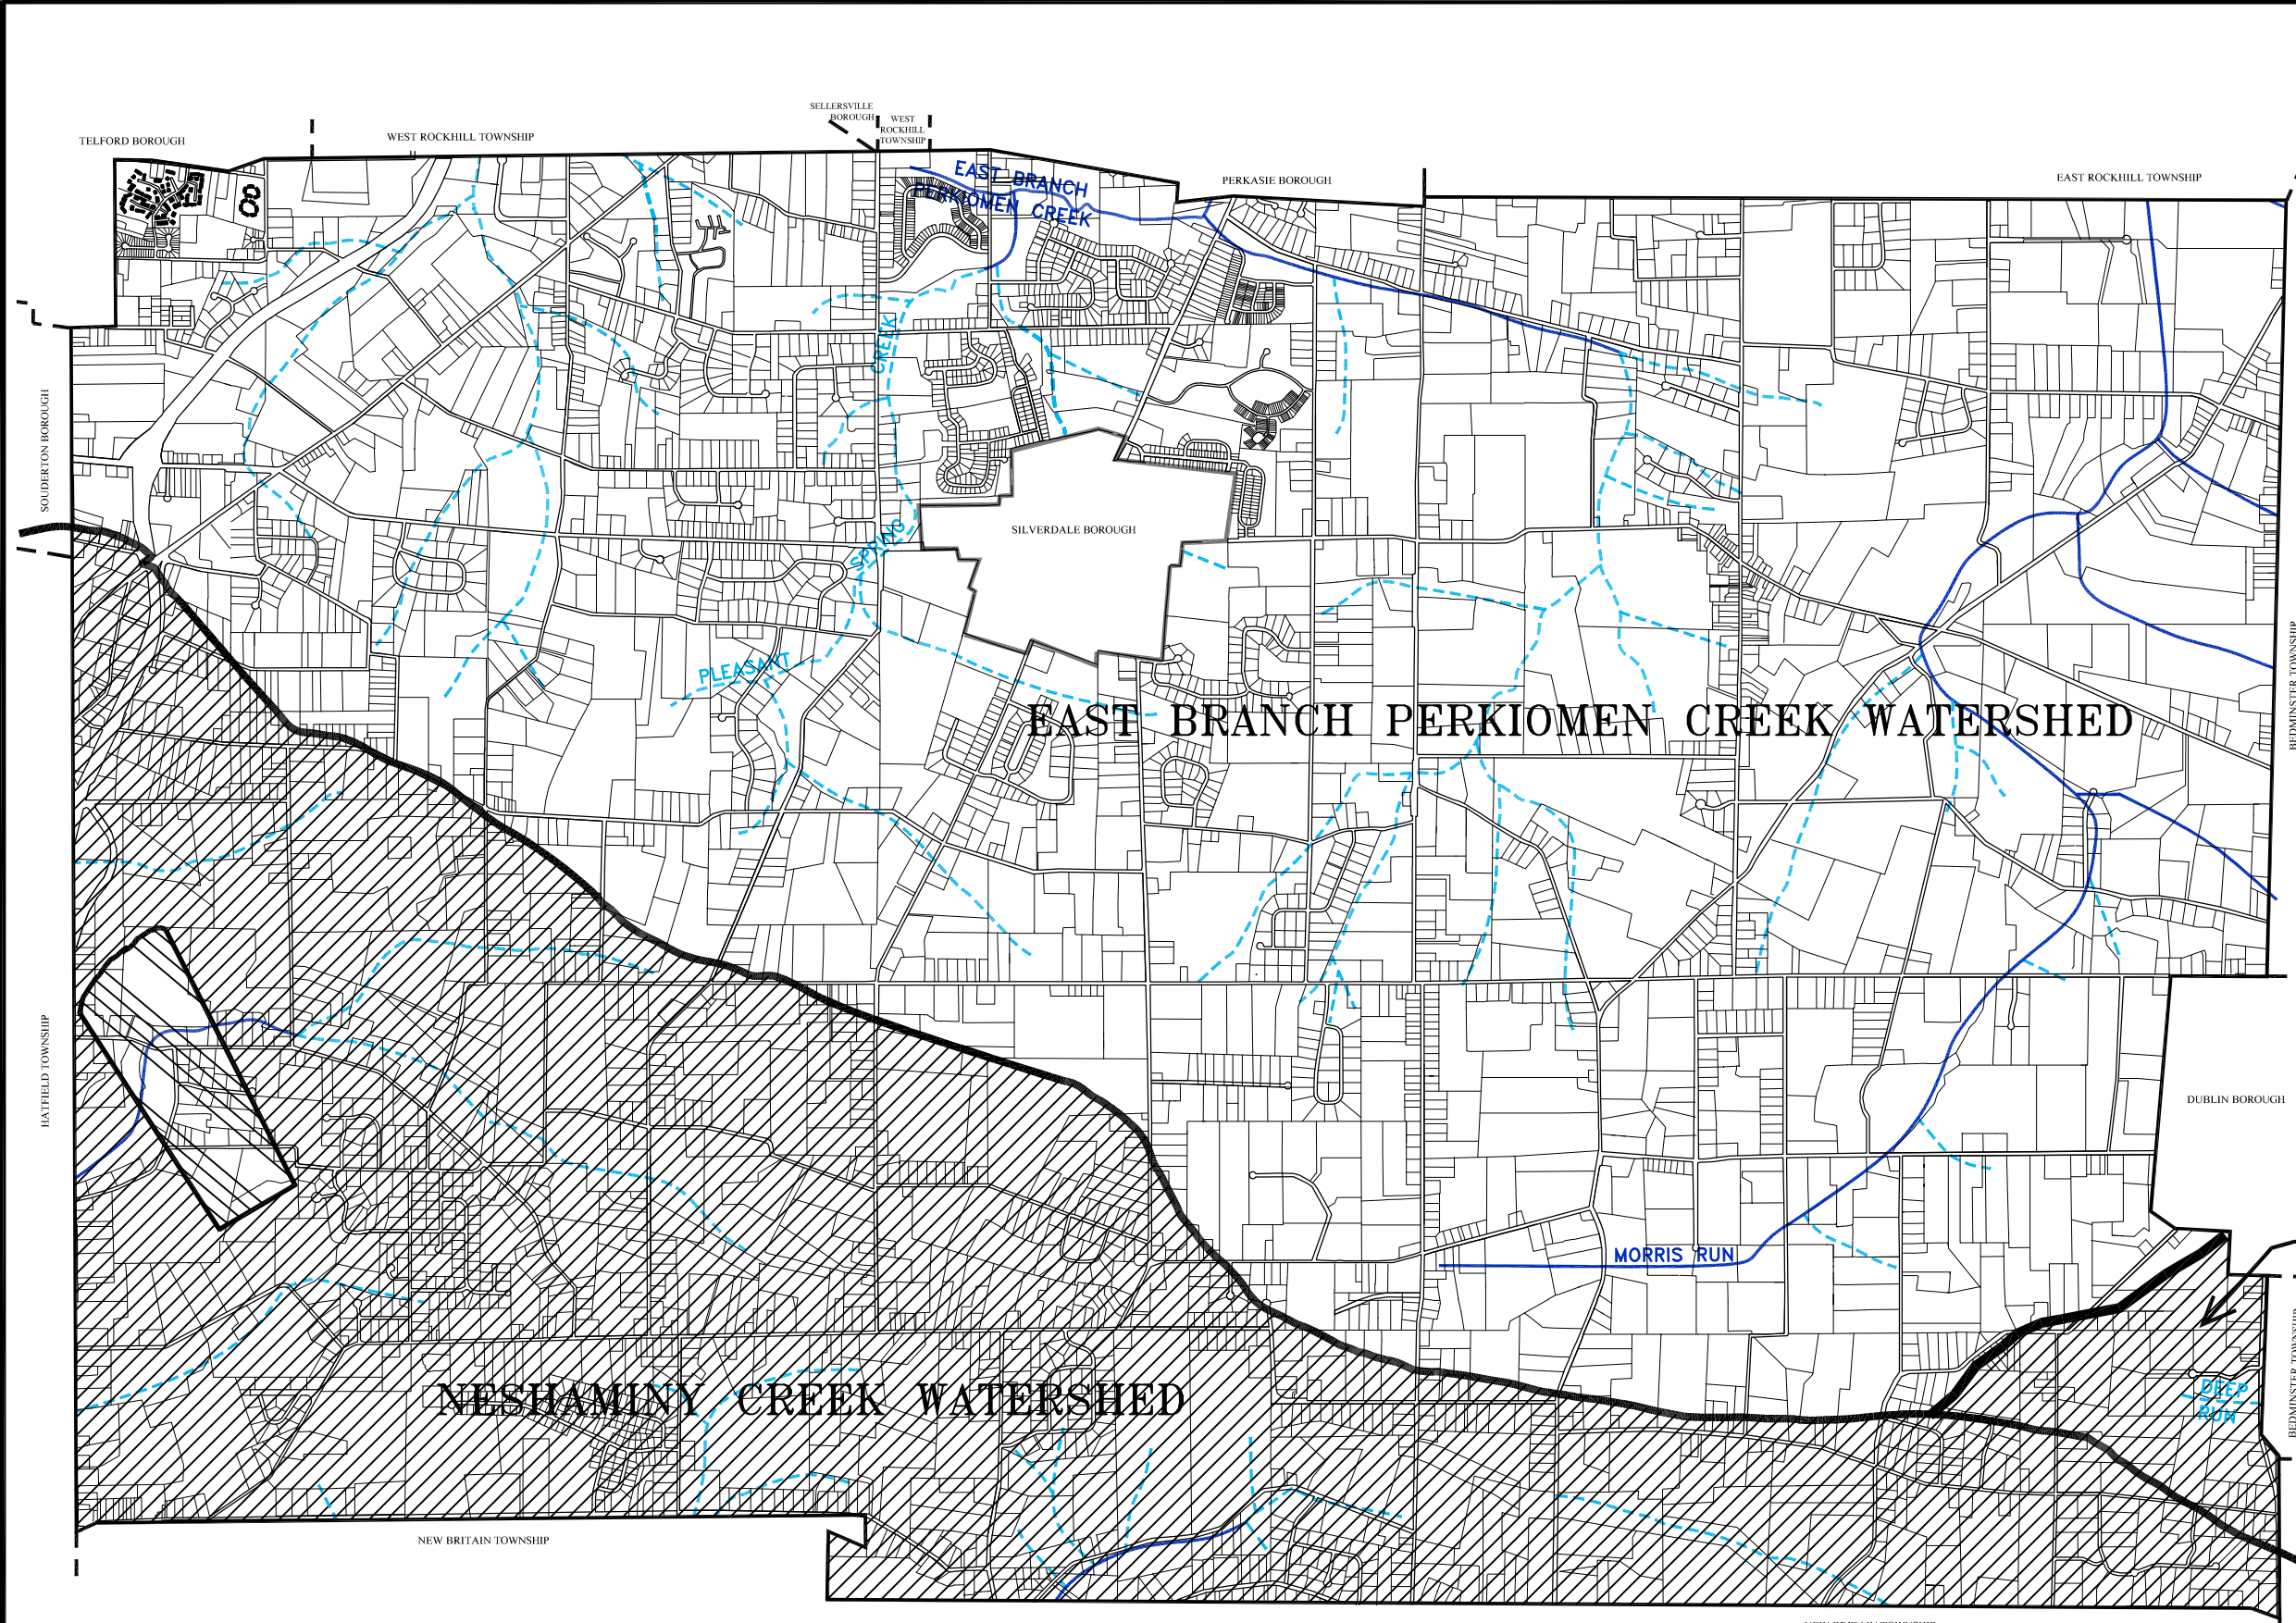 SELLERSVILLE
BOROUGH
WEST
ROCKHILL
TOWNSHIP
TELFORD BOROUGH
WEST ROCKHILL TOWNSHIP
PERKASIE BOROUGH
EAST ROCKHILL TOWNSHIP
EAST BRANCH
PERKIOMEN CREEK
CREEK
SOUDERTON BOROUGH
SILVERDALE BOROUGH
SPRING
PLEASANT
BEDMINSTER TOWNSHIP
EAST BRANCH PERKIOMEN CREEK WATERSHED
HATFIELD TOWNSHIP
DUBLIN BOROUGH
MORRIS RUN
NESHAMINY CREEK WATERSHED
DEEP
RUN
BEDMINSTER TOWNSHIP
NEW BRITAIN TOWNSHIP